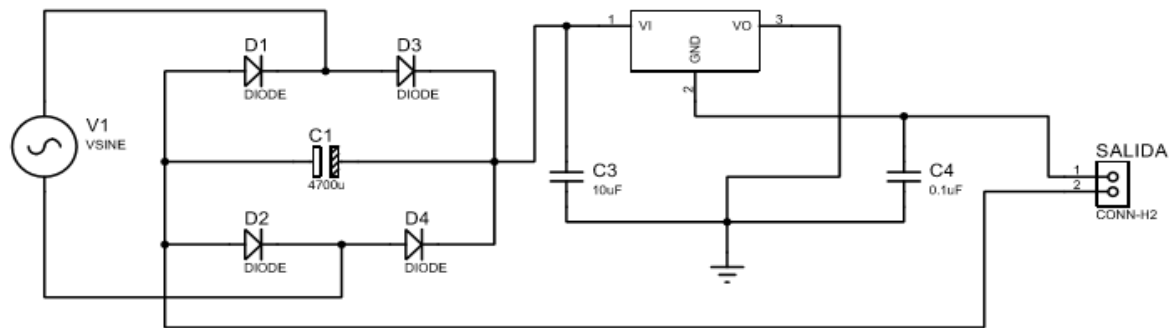 D1
DIODE
D3
DIODE
1
VI
VO
3
GND
2
V1
VSINE
C1
4700u
C3
10uF
C4
0.1uF
SALIDA
1
2
CONN-H2
D2
DIODE
D4
DIODE